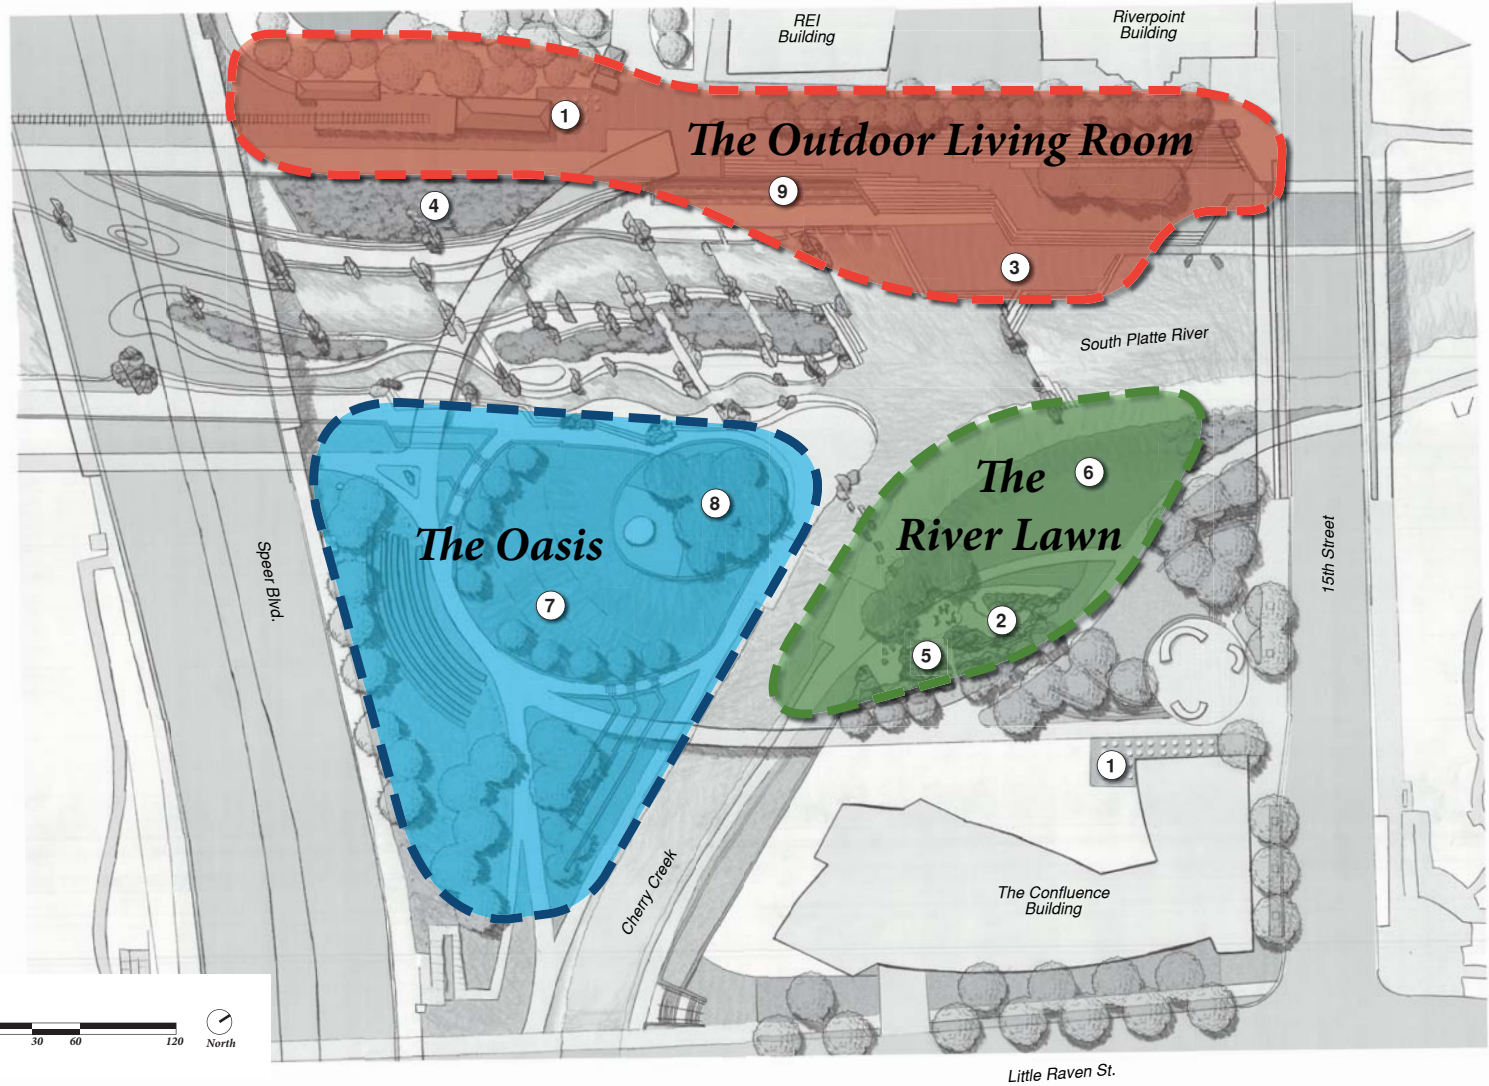 REI
Building
Riverpoint
Building
1
The Outdoor Living Room
9
4
3
South Platte River
6
The
River Lawn
8
The Oasis
7
2
5
Speer Blvd.
15th Street
1
Cherry Creek
The Confluence
Building
30 60 120
North
Little Raven St.